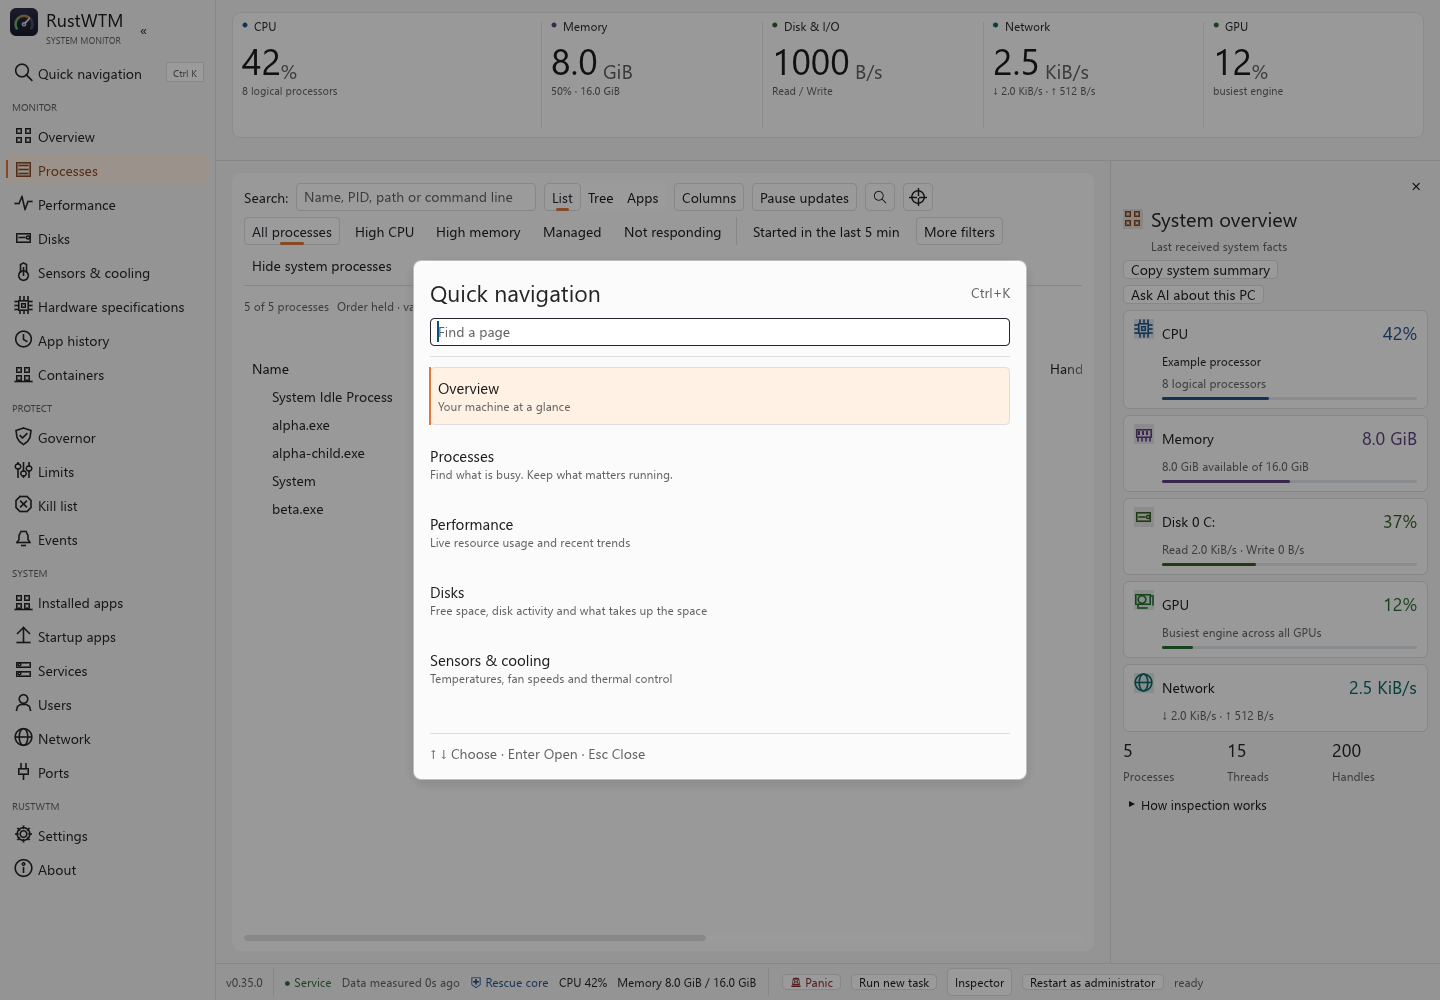 RustWTM
SYSTEM MONITOR
«
Quick navigation Ctrl K
MONITOR
Overview
Processes
Performance
Disks
Sensors & cooling
Hardware specifications
App history
Containers
PROTECT
Governor
Limits
Kill list
Events
SYSTEM
Installed apps
Startup apps
Services
Users
Network
Ports
RUSTWTM
Settings
About
• CPU
42%
8 logical processors
• Memory
8.0 GiB
50% · 16.0 GiB
• Disk & I/O
1000 B/s
Read / Write
• Network
2.5 KiB/s
↓ 2.0 KiB/s · ↑ 512 B/s
• GPU
12%
busiest engine
Search: Name, PID, path or command line List Tree Apps Columns Pause updates
All processes High CPU High memory Managed Not responding Started in the last 5 min More filters
Hide system processes
5 of 5 processes Order held · va
Name Hand
System Idle Process
alpha.exe
alpha-child.exe
System
beta.exe
Quick navigation Ctrl+K
Find a page
Overview
Your machine at a glance
Processes
Find what is busy. Keep what matters running.
Performance
Live resource usage and recent trends
Disks
Free space, disk activity and what takes up the space
Sensors & cooling
Temperatures, fan speeds and thermal control
↑ ↓ Choose · Enter Open · Esc Close
×
System overview
Last received system facts
Copy system summary
Ask AI about this PC
CPU 42%
Example processor
8 logical processors
Memory 8.0 GiB
8.0 GiB available of 16.0 GiB
Disk 0 C: 37%
Read 2.0 KiB/s · Write 0 B/s
GPU 12%
Busiest engine across all GPUs
Network 2.5 KiB/s
↓ 2.0 KiB/s · ↑ 512 B/s
5 15 200
Processes Threads Handles
How inspection works
v0.35.0 • Service Data measured 0s ago Rescue core CPU 42% Memory 8.0 GiB / 16.0 GiB Panic Run new task Inspector Restart as administrator ready